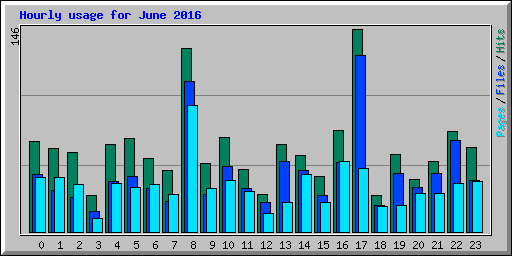 Hourly usage for June 2016
146
Pages / Files / Hits
0 1 2 3 4 5 6 7 8 9 10 11 12 13 14 15 16 17 18 19 20 21 22 23